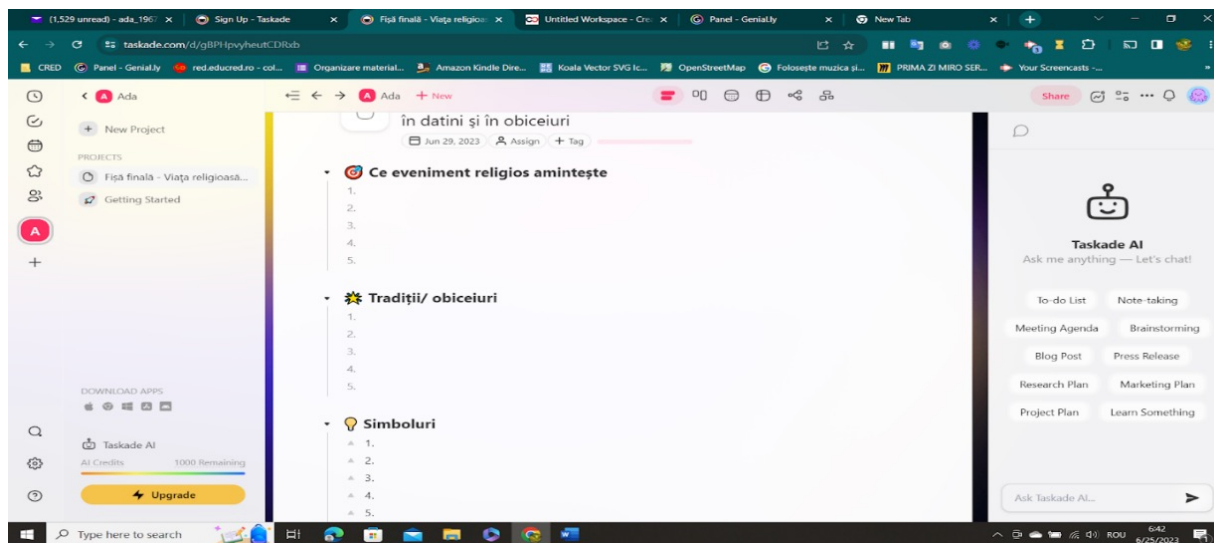 (1,529 unread) - ada_196
Sign Up - Taskade
Fișă finală - Viața religioas
Untitled Workspace - Cre
Panel - Genial.ly
New Tab
taskade.com/d/gBPHpvyheutCDRxb
CRED
Panel - Genial.ly
red.educred.ro - col...
Organizare material...
Amazon Kindle Dire...
Koala Vector SVG Ic...
OpenStreetMap
Folosește muzica și...
PRIMA ZI MIRO SER...
Your Screencasts -...
Ada
Ada
+ New
Share
New Project
PROJECTS
Fișă finală - Viața religioasă...
Getting Started
A
DOWNLOAD APPS
Taskade AI
AI Credits
1000 Remaining
Upgrade
în datini și în obiceiuri
Jun 29, 2023
Assign
+ Tag
Ce eveniment religios amintește
1.
2.
3.
4.
5.
Tradiții/ obiceiuri
1.
2.
3.
4.
5.
Simboluri
1.
2.
3.
4.
5.
Taskade AI
Ask me anything — Let's chat!
To-do List
Note-taking
Meeting Agenda
Brainstorming
Blog Post
Press Release
Research Plan
Marketing Plan
Project Plan
Learn Something
Ask Taskade AI...
Type here to search
ROU
6:42
6/25/2023